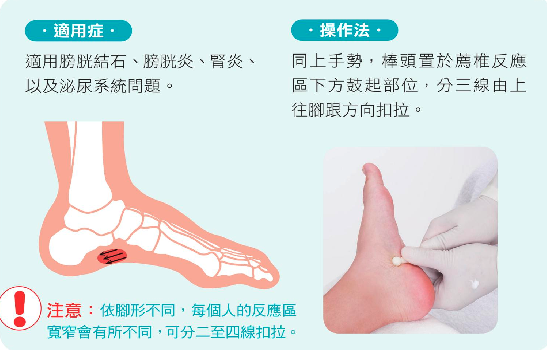 ·適用症·
適用膀胱結石、膀胱炎、腎炎、
以及泌尿系統問題。
·操作法·
同上手勢，棒頭置於薦椎反應
區下方鼓起部位，分三線由上
往腳跟方向扣拉。
注意：依腳形不同，每個人的反應區
寬窄會有所不同，可分二至四線扣拉。